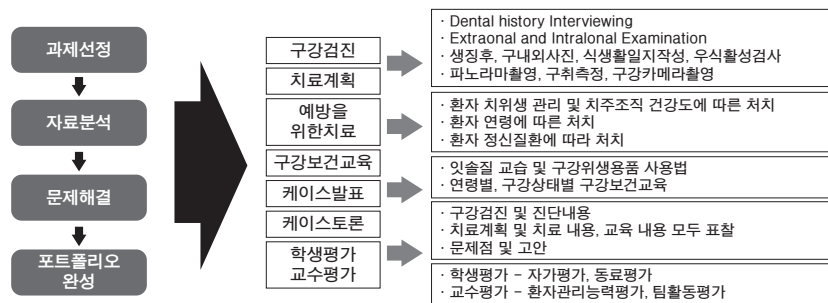 과제선정
자료분석
문제해결
포트폴리오
완성
구강검진
치료계획
예방을
위한치료
구강보건교육
케이스발표
케이스토론
학생평가
교수평가
· Dental history Interviewing
· Extraonal and Intralonal Examination
· 생징후, 구내외사진, 식생활일지작성, 우식활성검사
· 파노라마촬영, 구취측정, 구강카메라촬영
· 환자 치위생 관리 및 치주조직 건강도에 따른 처치
· 환자 연령에 따른 처치
· 환자 정신질환에 따라 처치
· 잇솔질 교습 및 구강위생용품 사용법
· 연령별, 구강상태별 구강보건교육
· 구강검진 및 진단내용
· 치료계획 및 치료 내용, 교육 내용 모두 표찰
· 문제점 및 고안
· 학생평가 - 자가평가, 동료평가
· 교수평가 - 환자관리능력평가, 팀활동평가